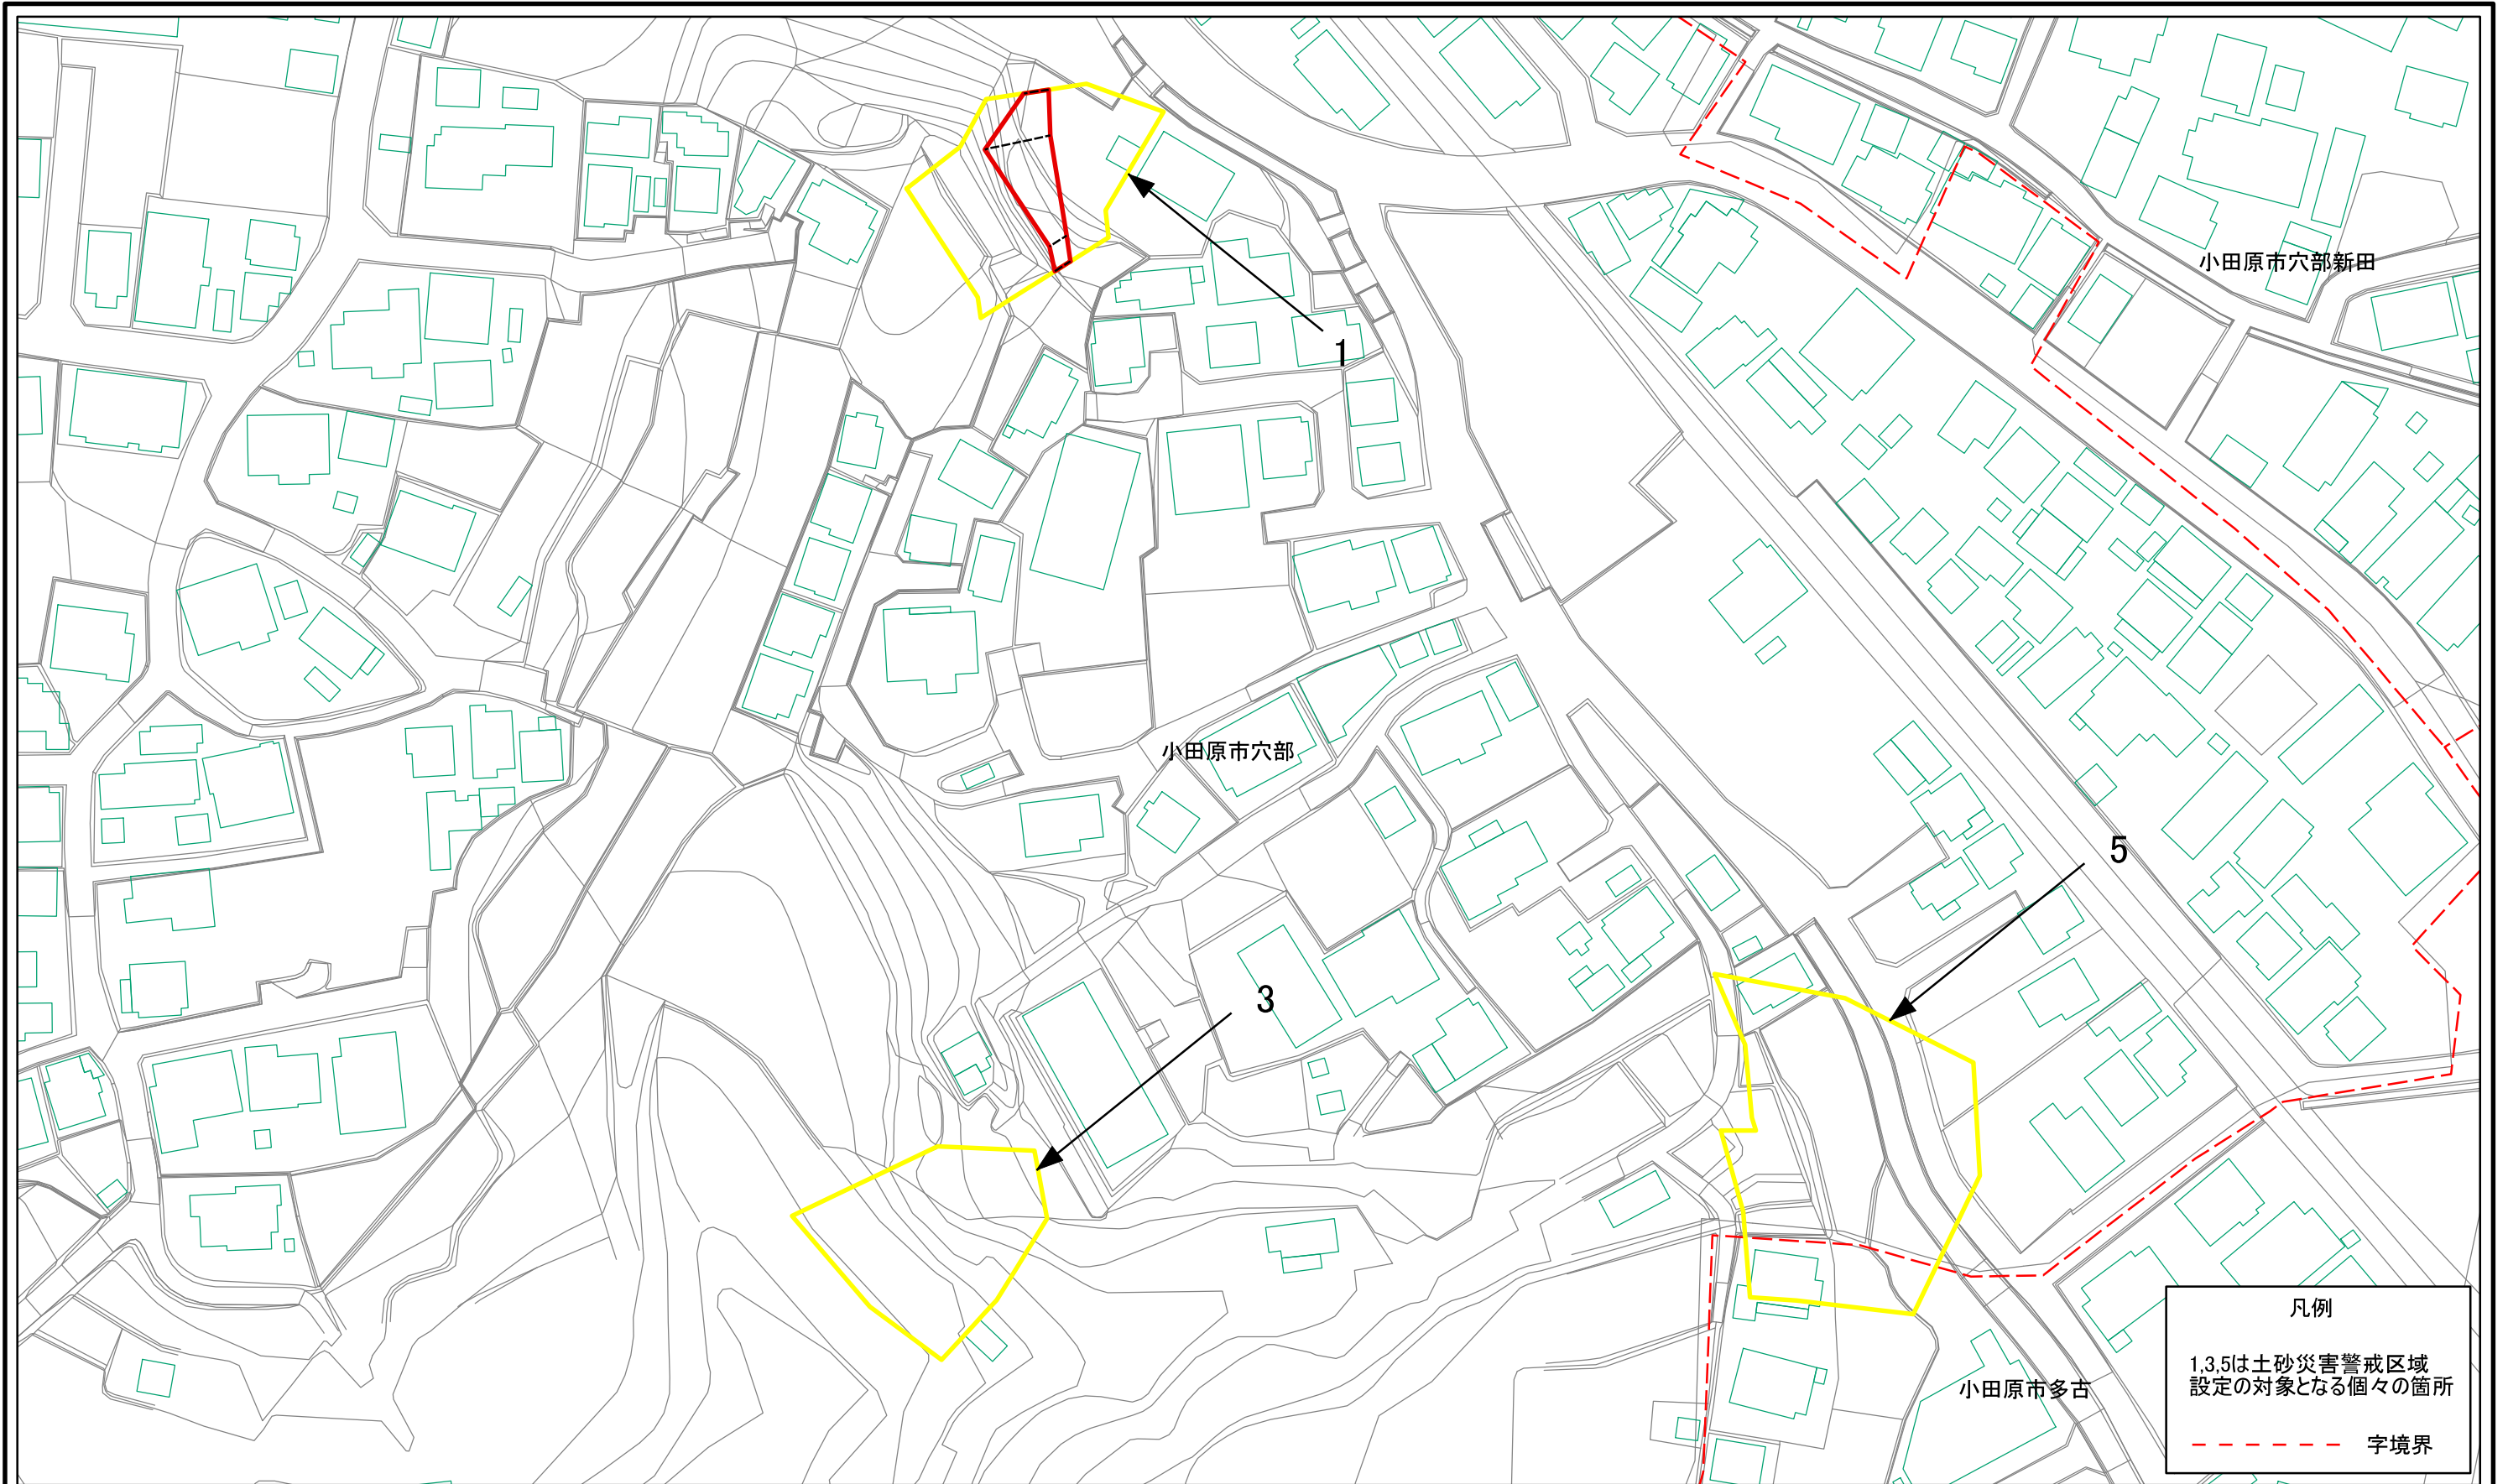 小田原市穴部新田
1
小田原市穴部
5
3
小田原市多古
凡例
1,3,5は土砂災害警戒区域
設定の対象となる個々の箇所
字境界